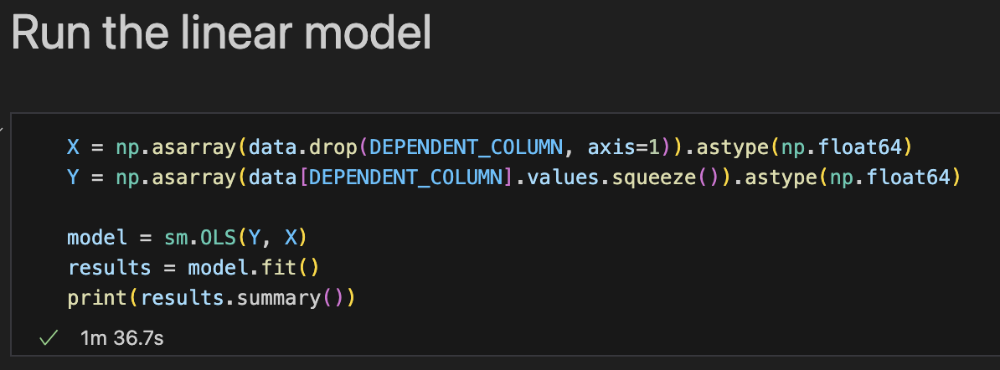 Run the linear model
X = np.asarray(data.drop(DEPENDENT_COLUMN, axis=1)).astype(np.float64)
Y = np.asarray(data[DEPENDENT_COLUMN].values.squeeze()).astype(np.float64)
model = sm.OLS(Y, X)
results = model.fit()
print(results.summary())
1m 36.7s